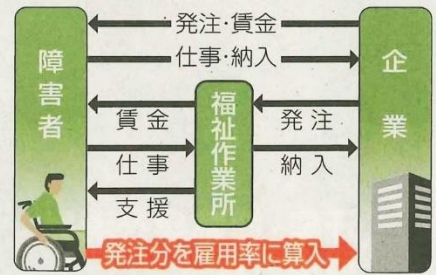 発注・賃金
仕事・納入
障害者
企業
福祉作業所
賃金
発注
仕事
納入
支援
発注分を雇用率に算入